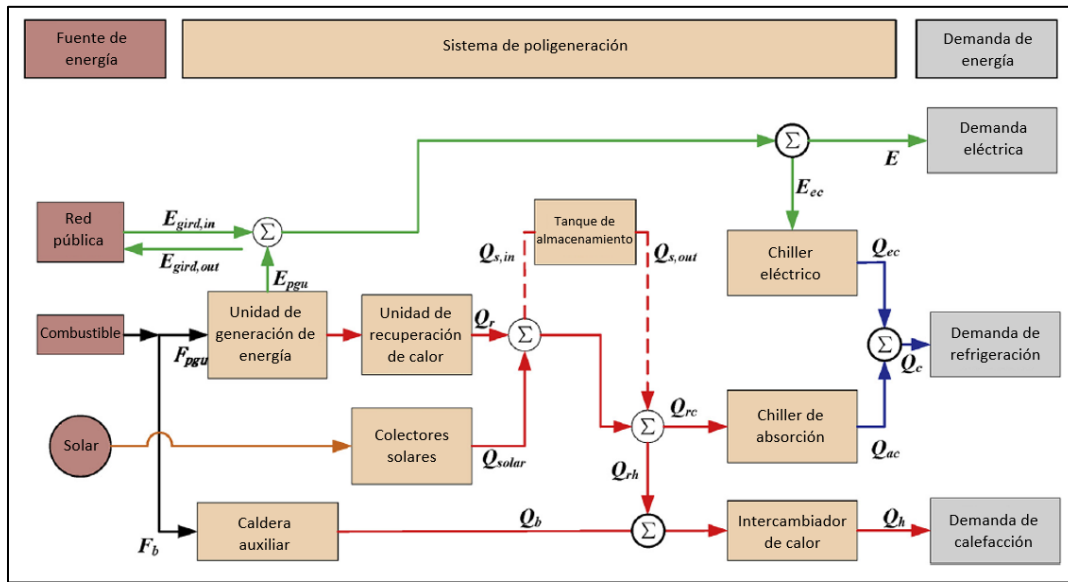 Fuente de
energía
Sistema de poligeneración
Demanda de
energía
Demanda
eléctrica
E
E_ec
Red
pública
E_gird,in
E_gird,out
Σ
Σ
E_pgu
Tanque de
almacenamiento
Q_s,in
Q_s,out
Chiller
eléctrico
Q_ec
Combustible
F_pgu
Unidad de
generación de
energía
Unidad de
recuperación
de calor
Q_r
Σ
Σ
Q_c
Demanda de
refrigeración
Solar
Colectores
solares
Q_solar
Σ
Q_rc
Chiller de
absorción
Q_ac
Q_rh
F_b
Caldera
auxiliar
Q_b
Σ
Intercambiador
de calor
Q_h
Demanda de
calefacción